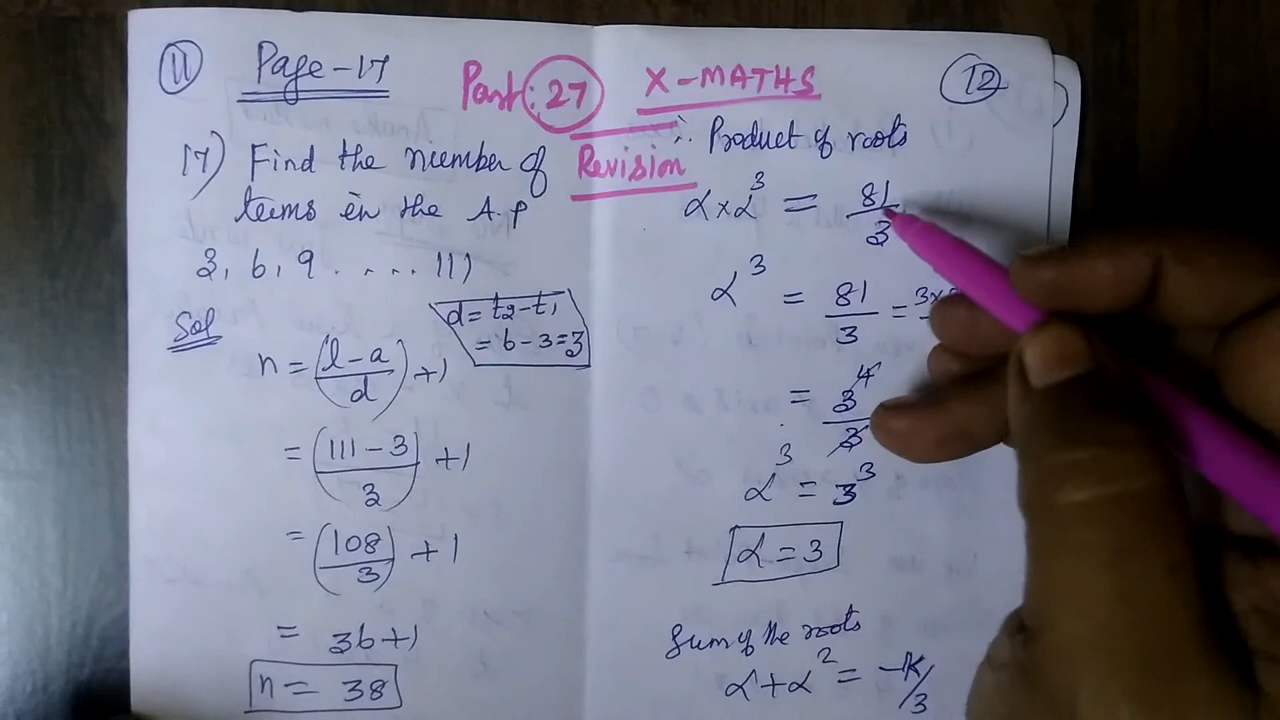 11 Page-17
Part: 27 X-MATHS
Revision
17) Find the number of
terms in the A.P
3, 6, 9 ..... 111)
Sol
d = t2 - t1
= 6 - 3 = 3
n = (l - a / d) + 1
= (111 - 3 / 3) + 1
= (108 / 3) + 1
= 36 + 1
n = 38
12
∴ Product of roots
α × α³ = 81 / 3
α³ = 81 / 3 = 3 ×
= 3⁴ / 3
α³ = 3³
α = 3
Sum of the roots
α + α² = -K/3